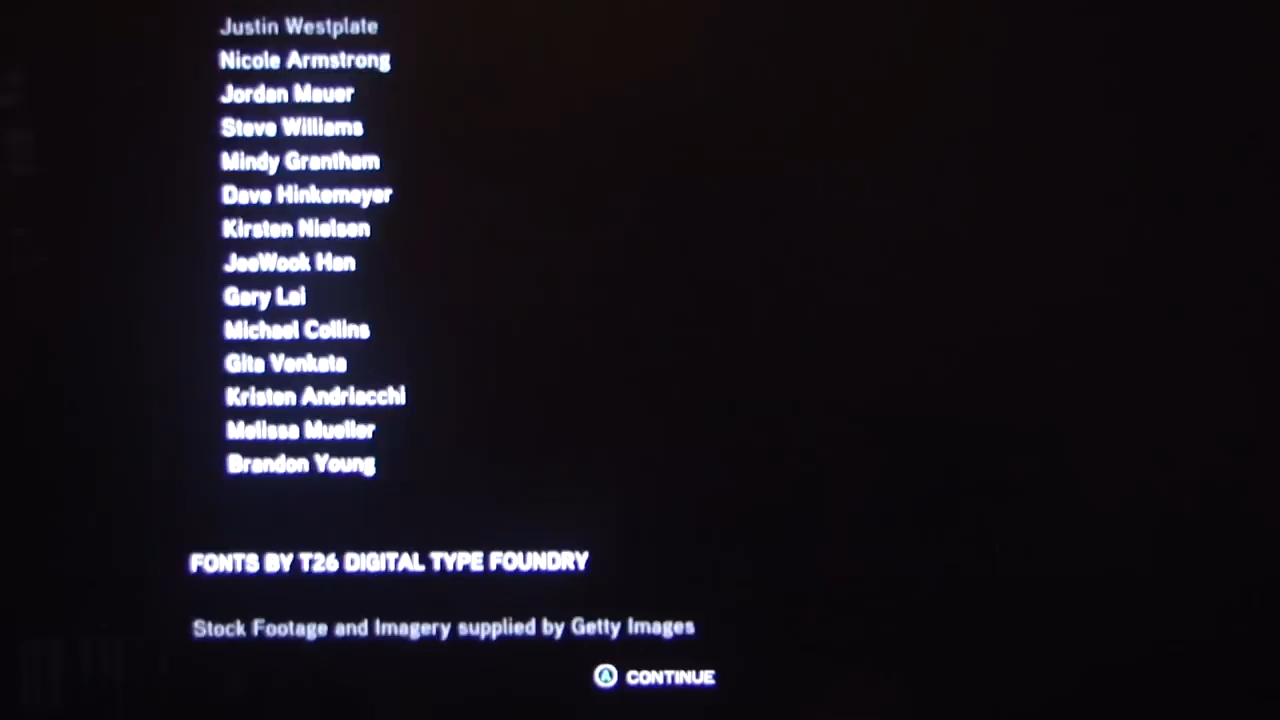 Justin Westplate
Nicole Armstrong
Jordan Mauer
Steve Williams
Mindy Grantham
Dave Hinkemeyer
Kirsten Nielsen
JaeWook Han
Gary Lai
Michael Collins
Gita Venkata
Kristen Andriacchi
Melissa Mueller
Brandon Young
FONTS BY T26 DIGITAL TYPE FOUNDRY
Stock Footage and Imagery supplied by Getty Images
A CONTINUE